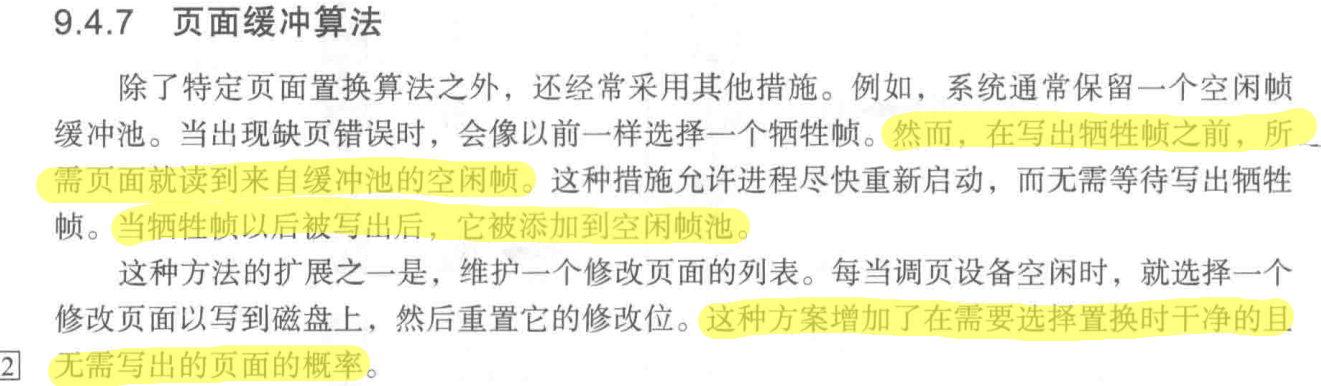 9.4.7 页面缓冲算法
除了特定页面置换算法之外，还经常采用其他措施。例如，系统通常保留一个空闲帧
缓冲池。当出现缺页错误时，会像以前一样选择一个牺牲帧。然而，在写出牺牲帧之前，所
需页面就读到来自缓冲池的空闲帧。这种措施允许进程尽快重新启动，而无需等待写出牺牲
帧。当牺牲帧以后被写出后，它被添加到空闲帧池。
这种方法的扩展之一是，维护一个修改页面的列表。每当调页设备空闲时，就选择一个
修改页面以写到磁盘上，然后重置它的修改位。这种方案增加了在需要选择置换时干净的且
2 无需写出的页面的概率。